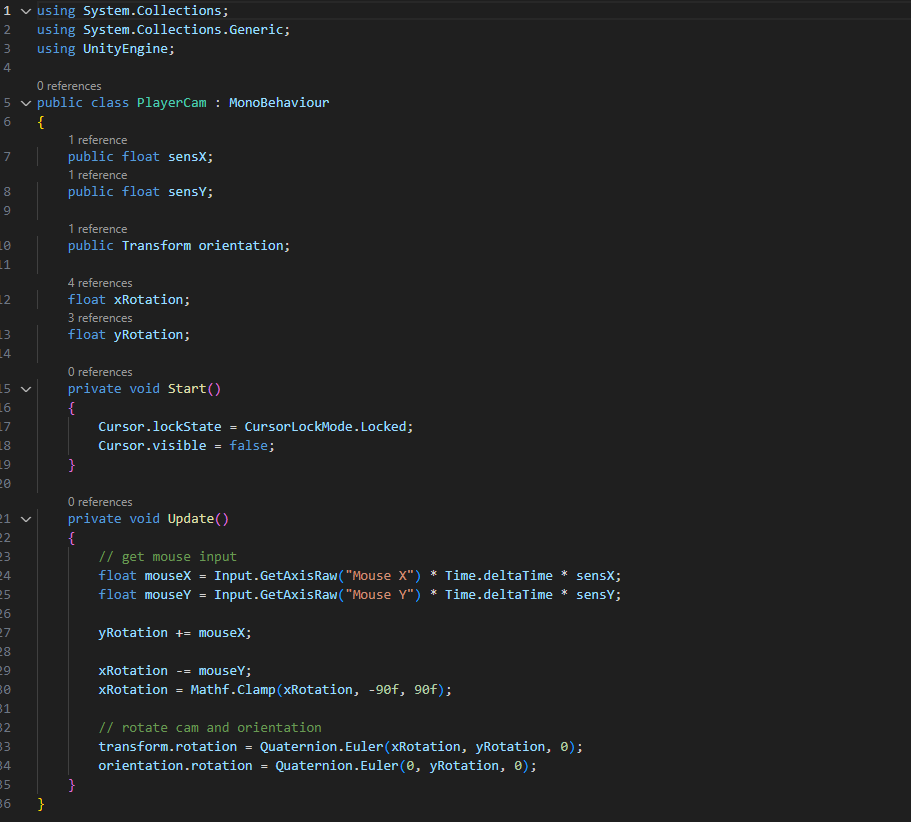 1 using System.Collections;
2 using System.Collections.Generic;
3 using UnityEngine;
4
0 references
5 public class PlayerCam : MonoBehaviour
6 {
1 reference
7 public float sensX;
1 reference
8 public float sensY;
9
1 reference
10 public Transform orientation;
11
4 references
12 float xRotation;
3 references
13 float yRotation;
14
0 references
15 private void Start()
16 {
17 Cursor.lockState = CursorLockMode.Locked;
18 Cursor.visible = false;
19 }
20
0 references
21 private void Update()
22 {
23 // get mouse input
24 float mouseX = Input.GetAxisRaw("Mouse X") * Time.deltaTime * sensX;
25 float mouseY = Input.GetAxisRaw("Mouse Y") * Time.deltaTime * sensY;
26
27 yRotation += mouseX;
28
29 xRotation -= mouseY;
30 xRotation = Mathf.Clamp(xRotation, -90f, 90f);
31
32 // rotate cam and orientation
33 transform.rotation = Quaternion.Euler(xRotation, yRotation, 0);
34 orientation.rotation = Quaternion.Euler(0, yRotation, 0);
35 }
36 }